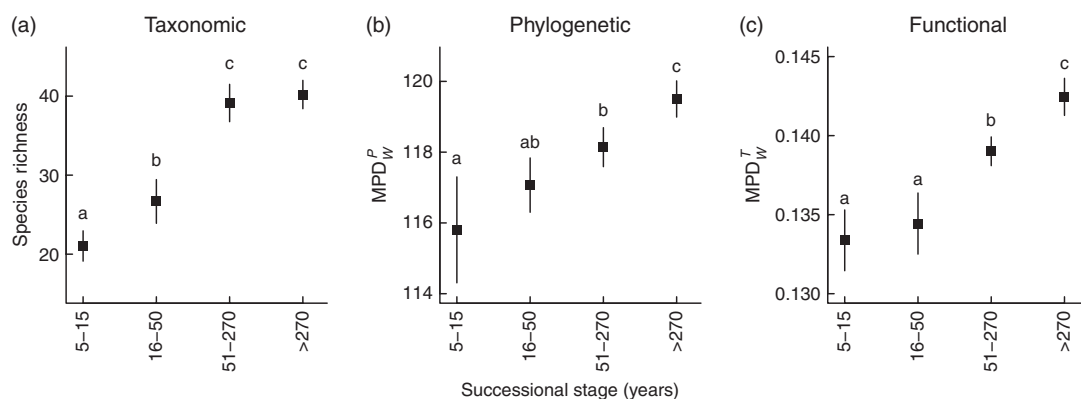 (a) Taxonomic
Species richness
40
30
20
a
b
c
c
5–15
16–50
51–270
>270
(b) Phylogenetic
MPD_W^P
120
118
116
114
a
ab
b
c
5–15
16–50
51–270
>270
Successional stage (years)
(c) Functional
MPD_W^T
0.145
0.140
0.135
0.130
a
a
b
c
5–15
16–50
51–270
>270